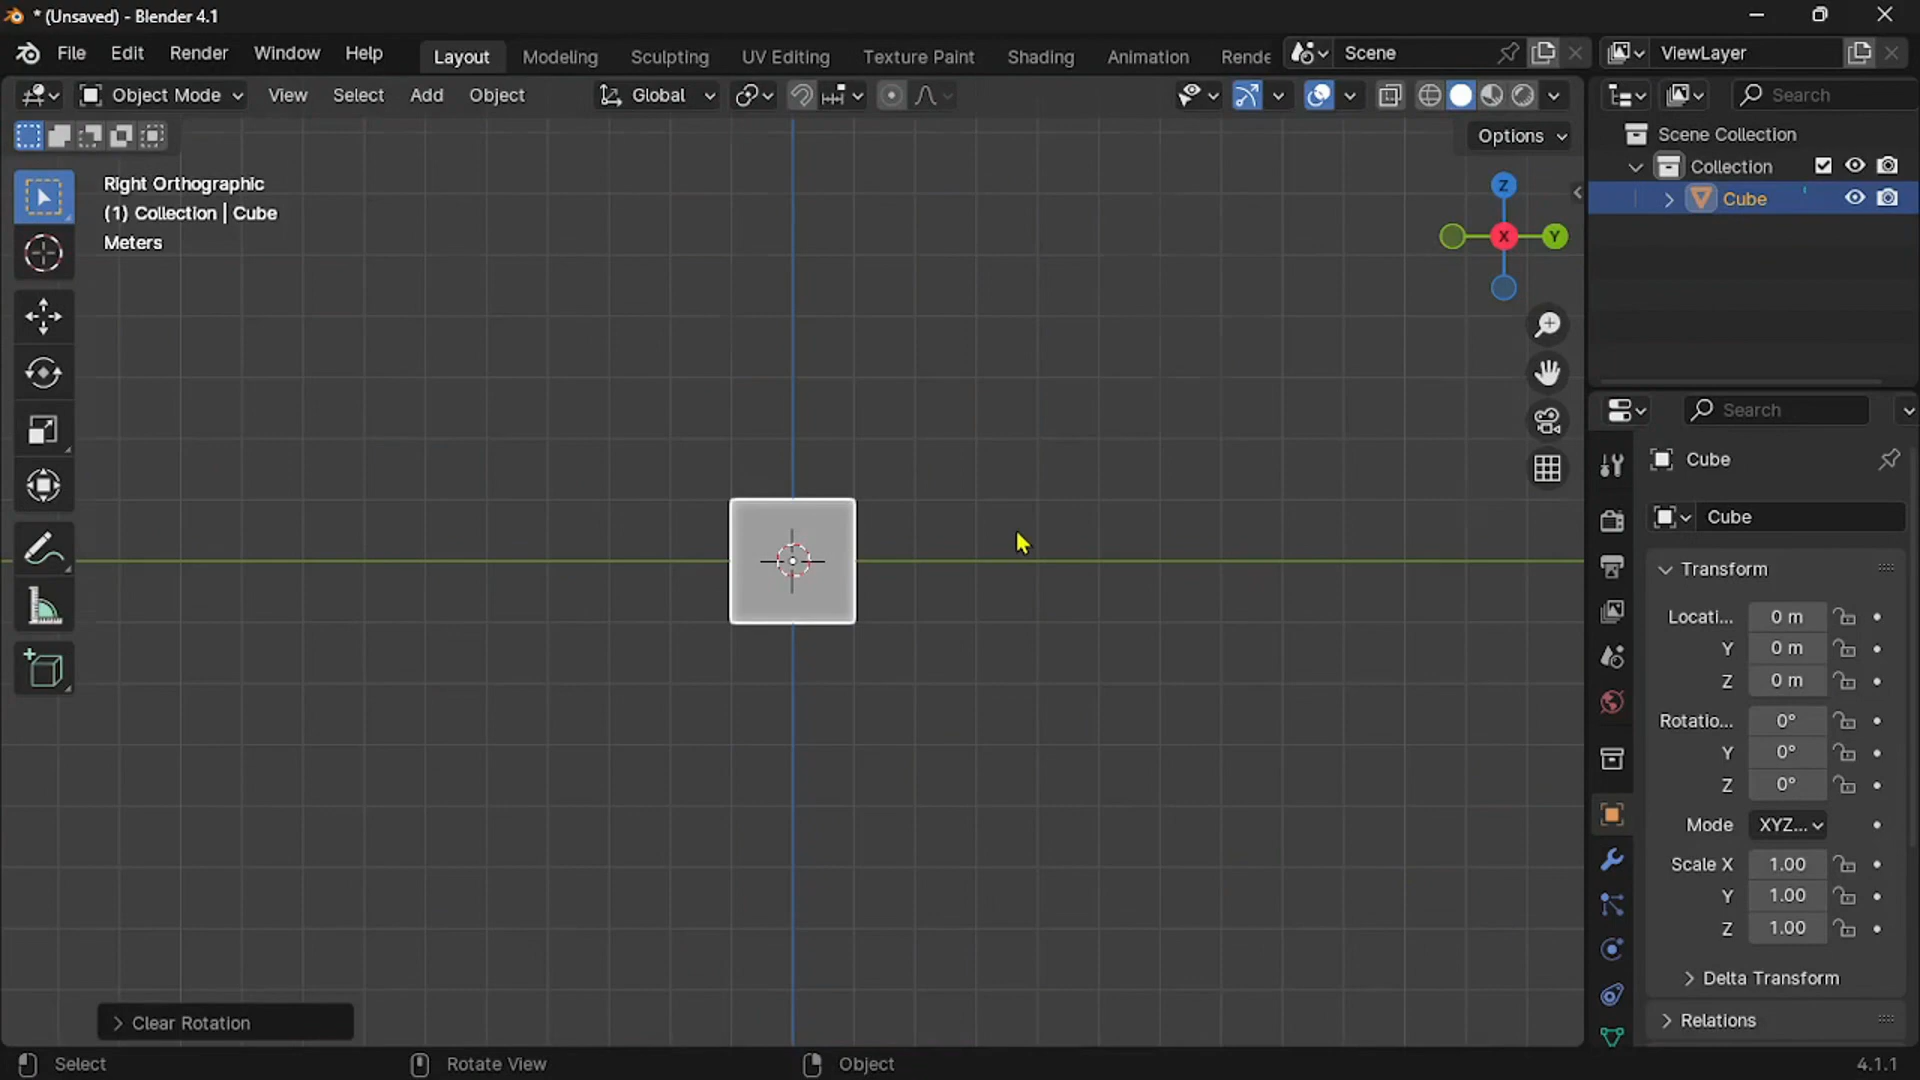 * (Unsaved) - Blender 4.1
File Edit Render Window Help Layout Modeling Sculpting UV Editing Texture Paint Shading Animation Rende Scene ViewLayer
Object Mode View Select Add Object Global Search
Options
Right Orthographic
(1) Collection | Cube
Meters
Z
X
Y
Scene Collection
Collection
Cube
Search
Cube
Cube
Transform
Locati... 0 m
Y 0 m
Z 0 m
Rotatio... 0°
Y 0°
Z 0°
Mode XYZ...
Scale X 1.00
Y 1.00
Z 1.00
Delta Transform
Relations
Clear Rotation
Select Rotate View Object 4.1.1